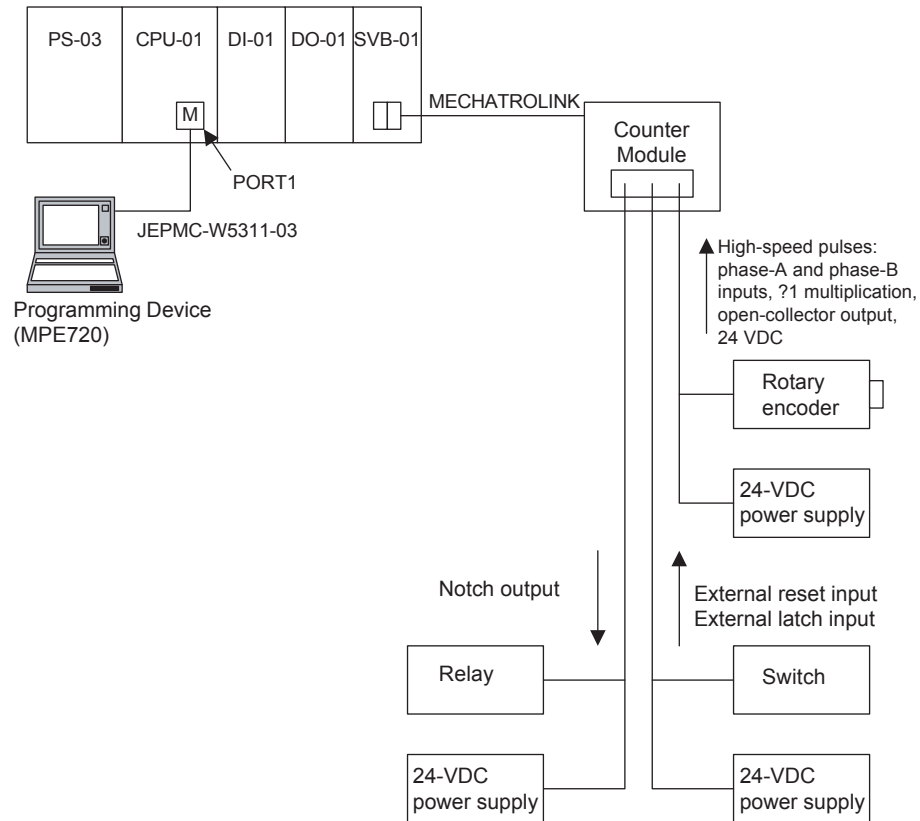 PS-03
CPU-01
DI-01
DO-01
SVB-01
M
MECHATROLINK
Counter
Module
PORT1
JEPMC-W5311-03
Programming Device
(MPE720)
High-speed pulses:
phase-A and phase-B
inputs, ?1 multiplication,
open-collector output,
24 VDC
Rotary
encoder
24-VDC
power supply
Notch output
External reset input
External latch input
Relay
Switch
24-VDC
power supply
24-VDC
power supply